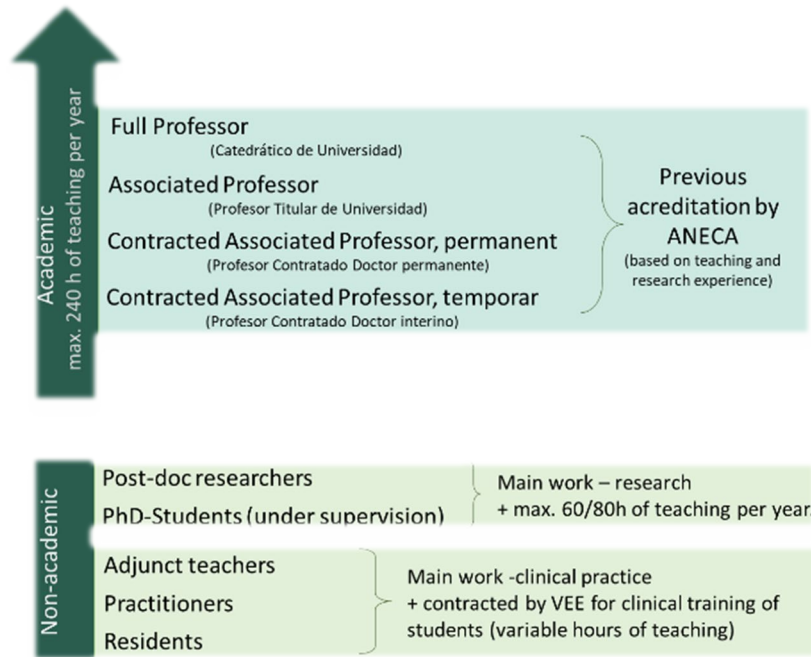 Academic
max. 240 h of teaching per year
Full Professor
(Catedrático de Universidad)
Associated Professor
(Profesor Titular de Universidad)
Contracted Associated Professor, permanent
(Profesor Contratado Doctor permanente)
Contracted Associated Professor, temporar
(Profesor Contratado Doctor interino)
Previous
acreditation by
ANECA
(based on teaching and
research experience)
Non-academic
Post-doc researchers
PhD-Students (under supervision)
Main work – research
+ max. 60/80h of teaching per year.
Adjunct teachers
Practitioners
Residents
Main work -clinical practice
+ contracted by VEE for clinical training of
students (variable hours of teaching)